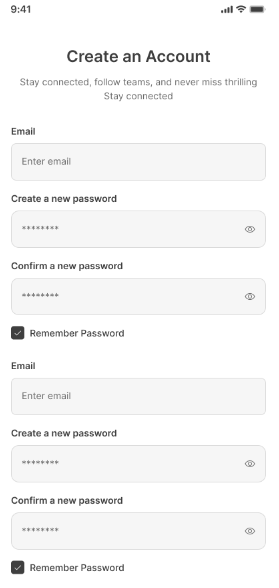 9:41
Create an Account
Stay connected, follow teams, and never miss thrilling
Stay connected
Email
Enter email
Create a new password
********
Confirm a new password
********
Remember Password
Email
Enter email
Create a new password
********
Confirm a new password
********
Remember Password